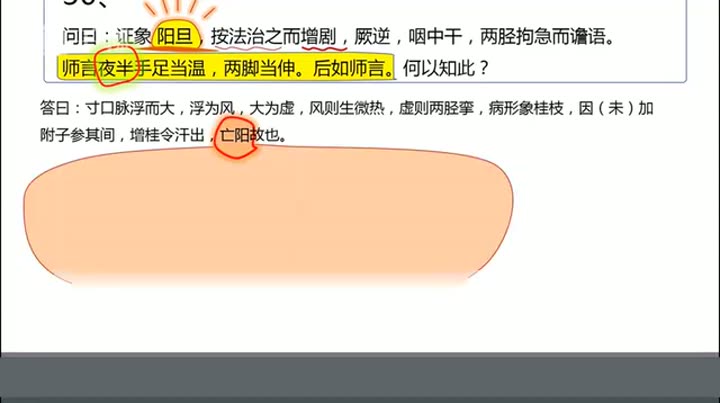 30、
问曰：证象阳旦，按法治之而增剧，厥逆，咽中干，两胫拘急而谵语。
师言夜半手足当温，两脚当伸。后如师言。何以知此？
答曰：寸口脉浮而大，浮为风，大为虚，风则生微热，虚则两胫挛，病形象桂枝，因（未）加
附子参其间，增桂令汗出，亡阳故也。